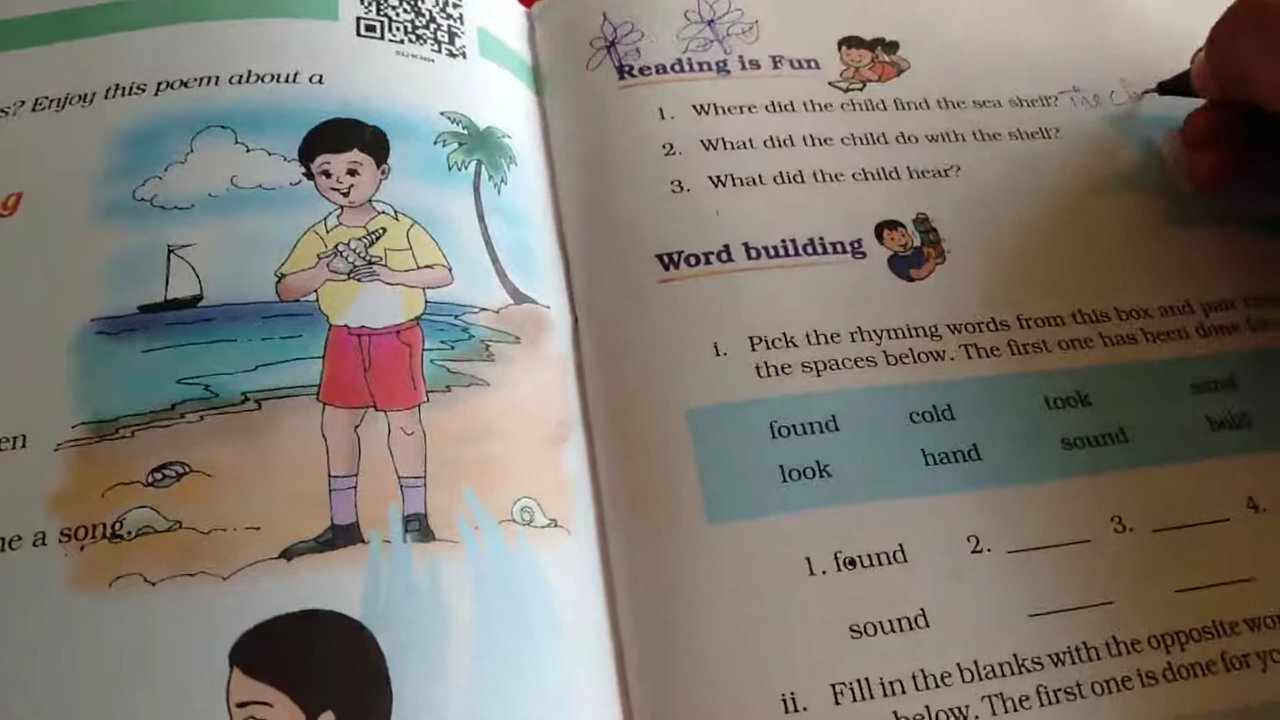 s? Enjoy this poem about a
g
en
e a song.
Reading is Fun
1. Where did the child find the sea shell? The c
2. What did the child do with the shell?
3. What did the child hear?
Word building
i. Pick the rhyming words from this box and pair
the spaces below. The first one has been done
found cold took
look hand sound
1. found 2. 3. 4.
sound
ii. Fill in the blanks with the opposite wo
below. The first one is done for yo